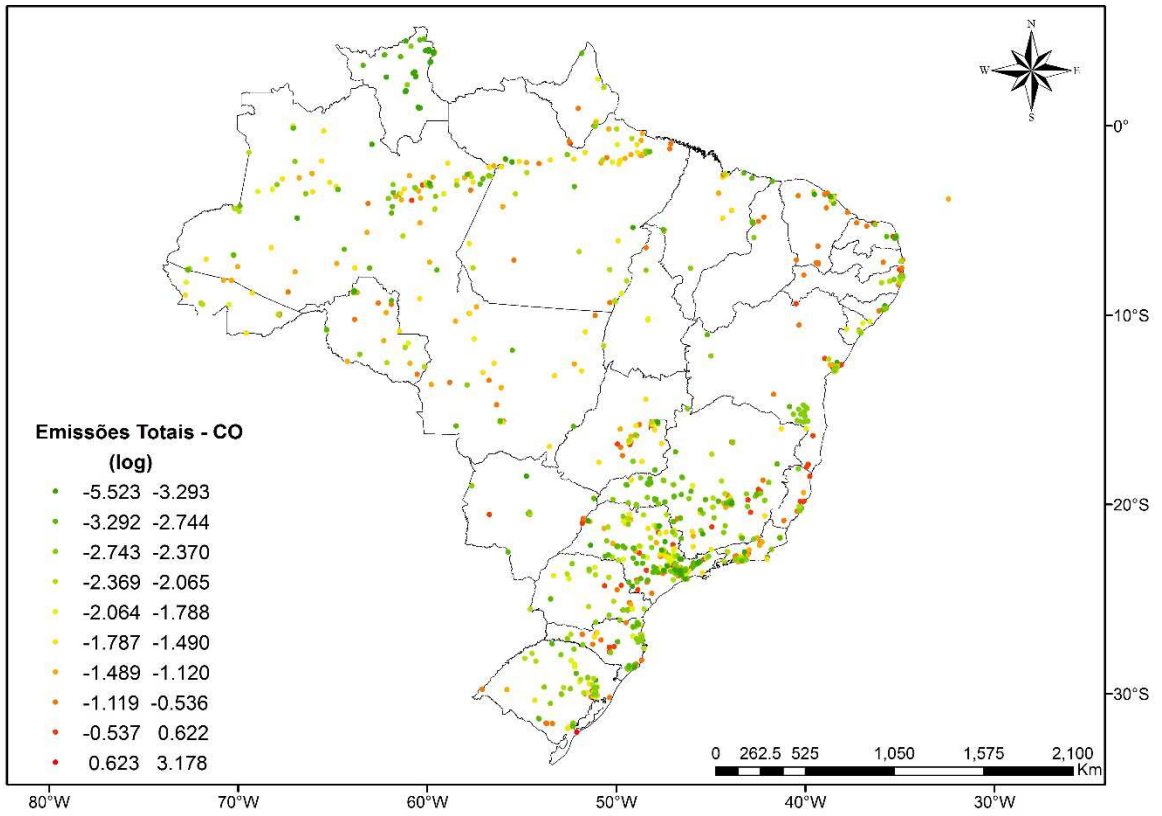 N
W E
S
0°
10°S
20°S
30°S
Emissões Totais - CO
(log)
-5.523 -3.293
-3.292 -2.744
-2.743 -2.370
-2.369 -2.065
-2.064 -1.788
-1.787 -1.490
-1.489 -1.120
-1.119 -0.536
-0.537 0.622
0.623 3.178
0 262.5 525 1,050 1,575 2,100
Km
80°W 70°W 60°W 50°W 40°W 30°W